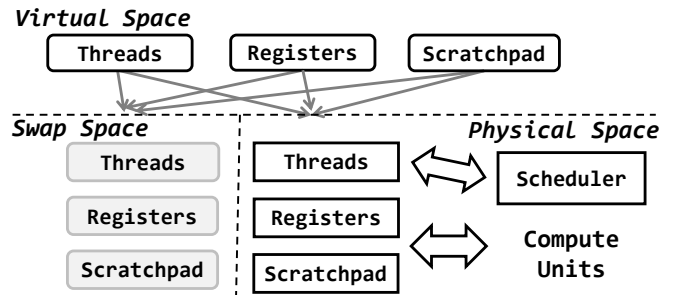 Virtual Space
Threads
Registers
Scratchpad
Swap Space
Physical Space
Threads
Threads
Scheduler
Registers
Registers
Compute
Units
Scratchpad
Scratchpad